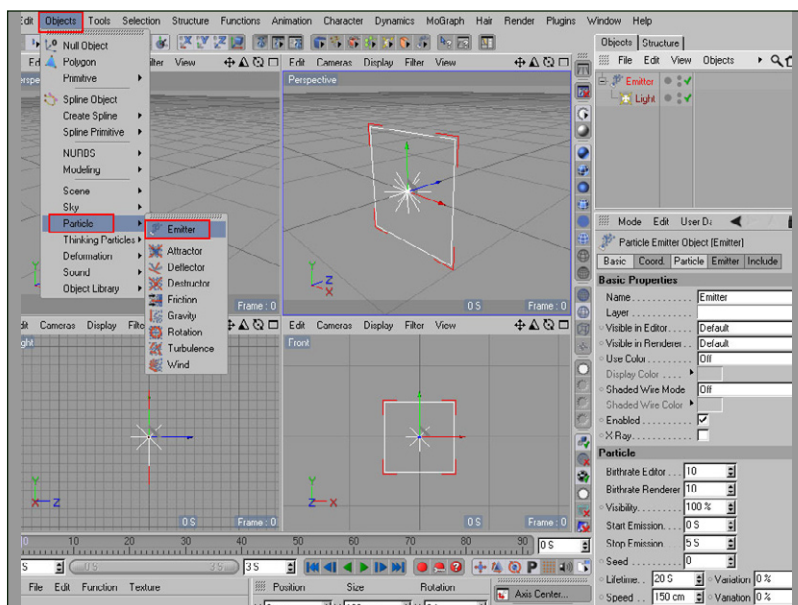 Edit Objects Tools Selection Structure Functions Animation Character Dynamics MoGraph Hair Render Plugins Window Help
Null Object
Polygon
Primitive
Spline Object
Create Spline
Spline Primitive
NURBS
Modeling
Scene
Sky
Particle
Thinking Particles
Deformation
Sound
Object Library
Emitter
Attractor
Deflector
Destructor
Friction
Gravity
Rotation
Turbulence
Wind
View
Edit Cameras Display Filter View
Perspective
Y
Z
X
0 S Frame : 0
Frame : 0
Cameras Display
Y
X Z
0 S Frame : 0
Edit Cameras Display Filter View
Front
Y
Z X
0 S Frame : 0
10 20 30 40 50 60 70 80 90
0 S
3 S
P
File Edit Function Texture
Position Size Rotation
Axis Center...
Objects Structure
File Edit View Objects
Emitter
Light
Mode Edit User Da
Particle Emitter Object [Emitter]
Basic Coord. Particle Emitter Include
Basic Properties
Name Emitter
Layer
Visible in Editor Default
Visible in Renderer Default
Use Color Off
Display Color
Shaded Wire Mode Off
Shaded Wire Color
Enabled
X-Ray
Particle
Birthrate Editor 10
Birthrate Renderer 10
Visibility 100 %
Start Emission 0 S
Stop Emission 5 S
Seed 0
Lifetime 20 S Variation 0 %
Speed 150 cm Variation 0 %